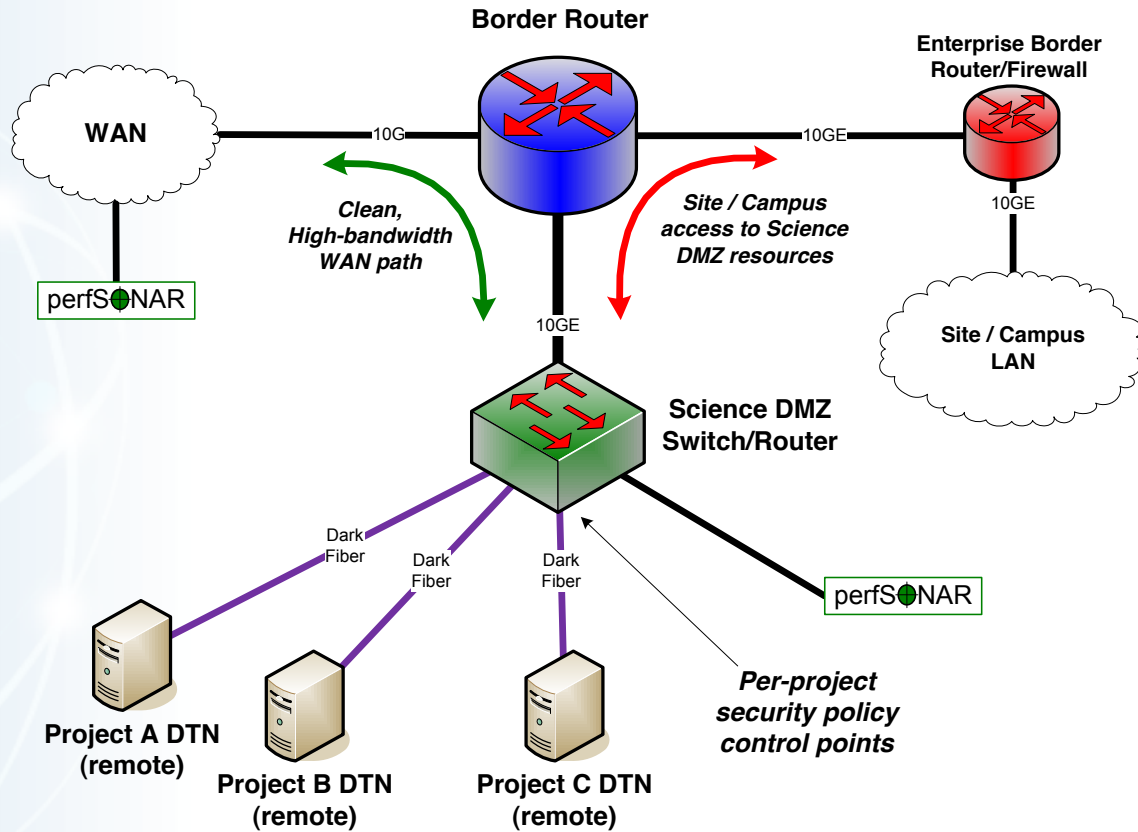 Border Router
Enterprise Border
Router/Firewall
WAN
10G
10GE
10GE
Clean,
High-bandwidth
WAN path
Site / Campus
access to Science
DMZ resources
perfSONAR
10GE
Site / Campus
LAN
Science DMZ
Switch/Router
Dark
Fiber
Dark
Fiber
Dark
Fiber
perfSONAR
Per-project
security policy
control points
Project A DTN
(remote)
Project B DTN
(remote)
Project C DTN
(remote)